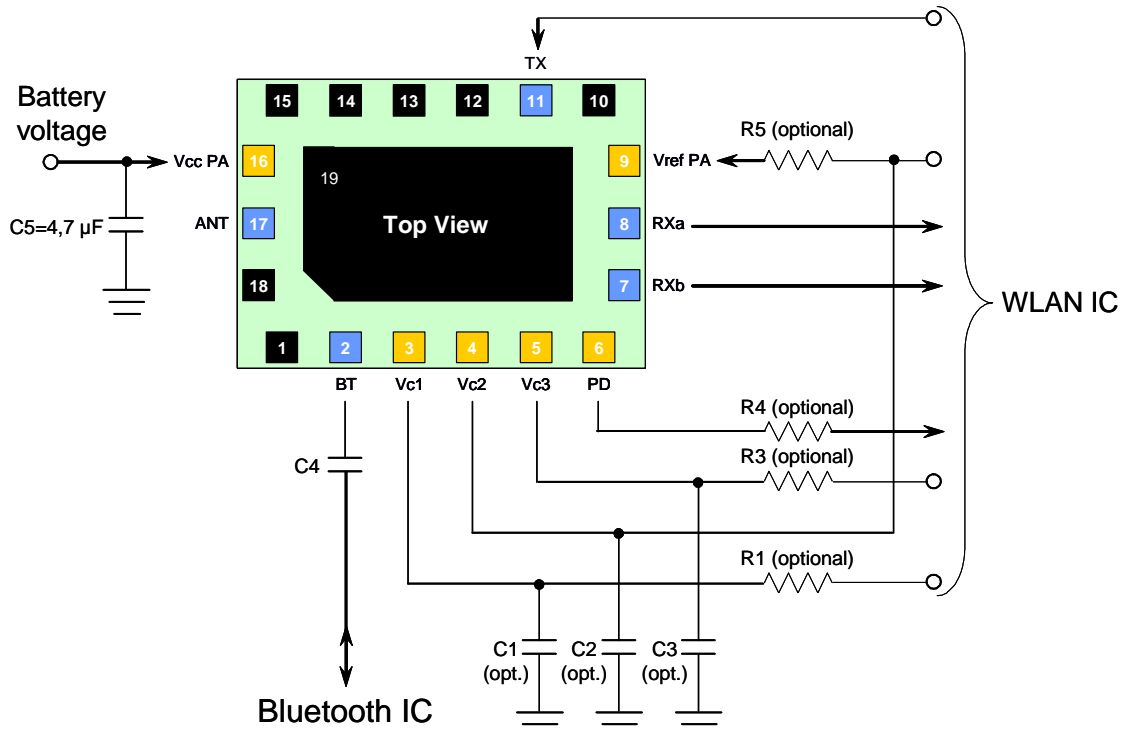 TX
15 14 13 12 11 10
Battery
voltage
R5 (optional)
Vcc PA 16
9 Vref PA
19
C5=4,7 µF
ANT 17
Top View
8 RXa
18
7 RXb
WLAN IC
1 2 3 4 5 6
BT Vc1 Vc2 Vc3 PD
R4 (optional)
C4
R3 (optional)
R1 (optional)
C1
(opt.)
C2
(opt.)
C3
(opt.)
Bluetooth IC